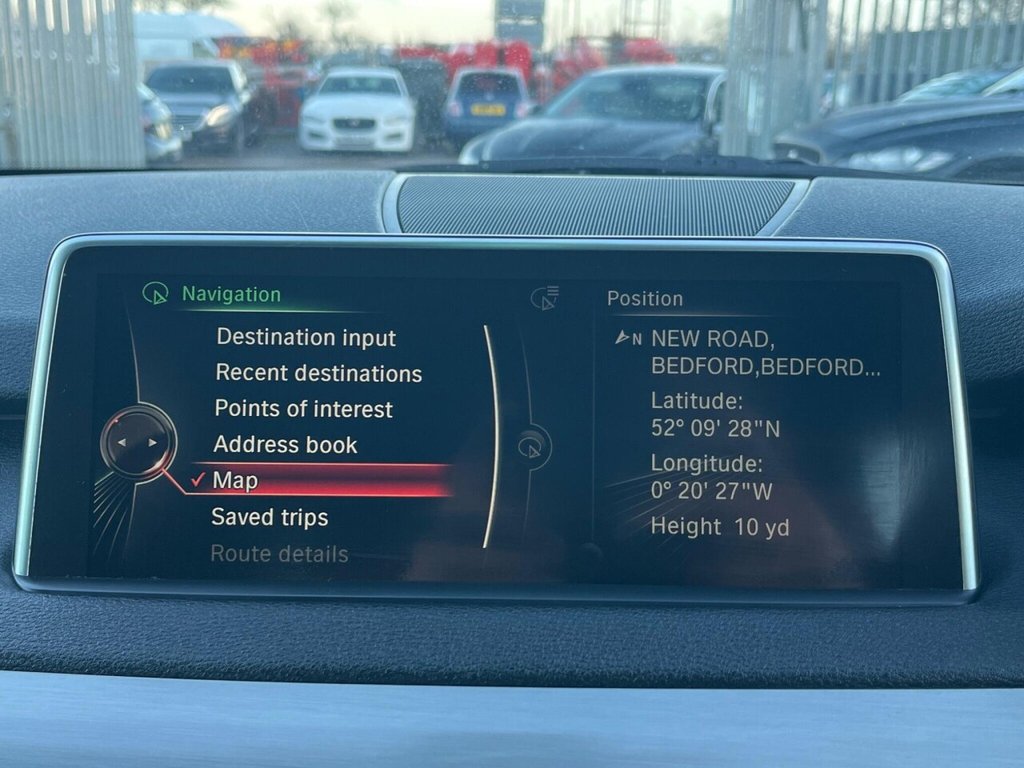 Navigation
Destination input
Recent destinations
Points of interest
Address book
Map
Saved trips
Route details
Position
N NEW ROAD,
BEDFORD,BEDFORD...
Latitude:
52° 09' 28"N
Longitude:
0° 20' 27"W
Height 10 yd